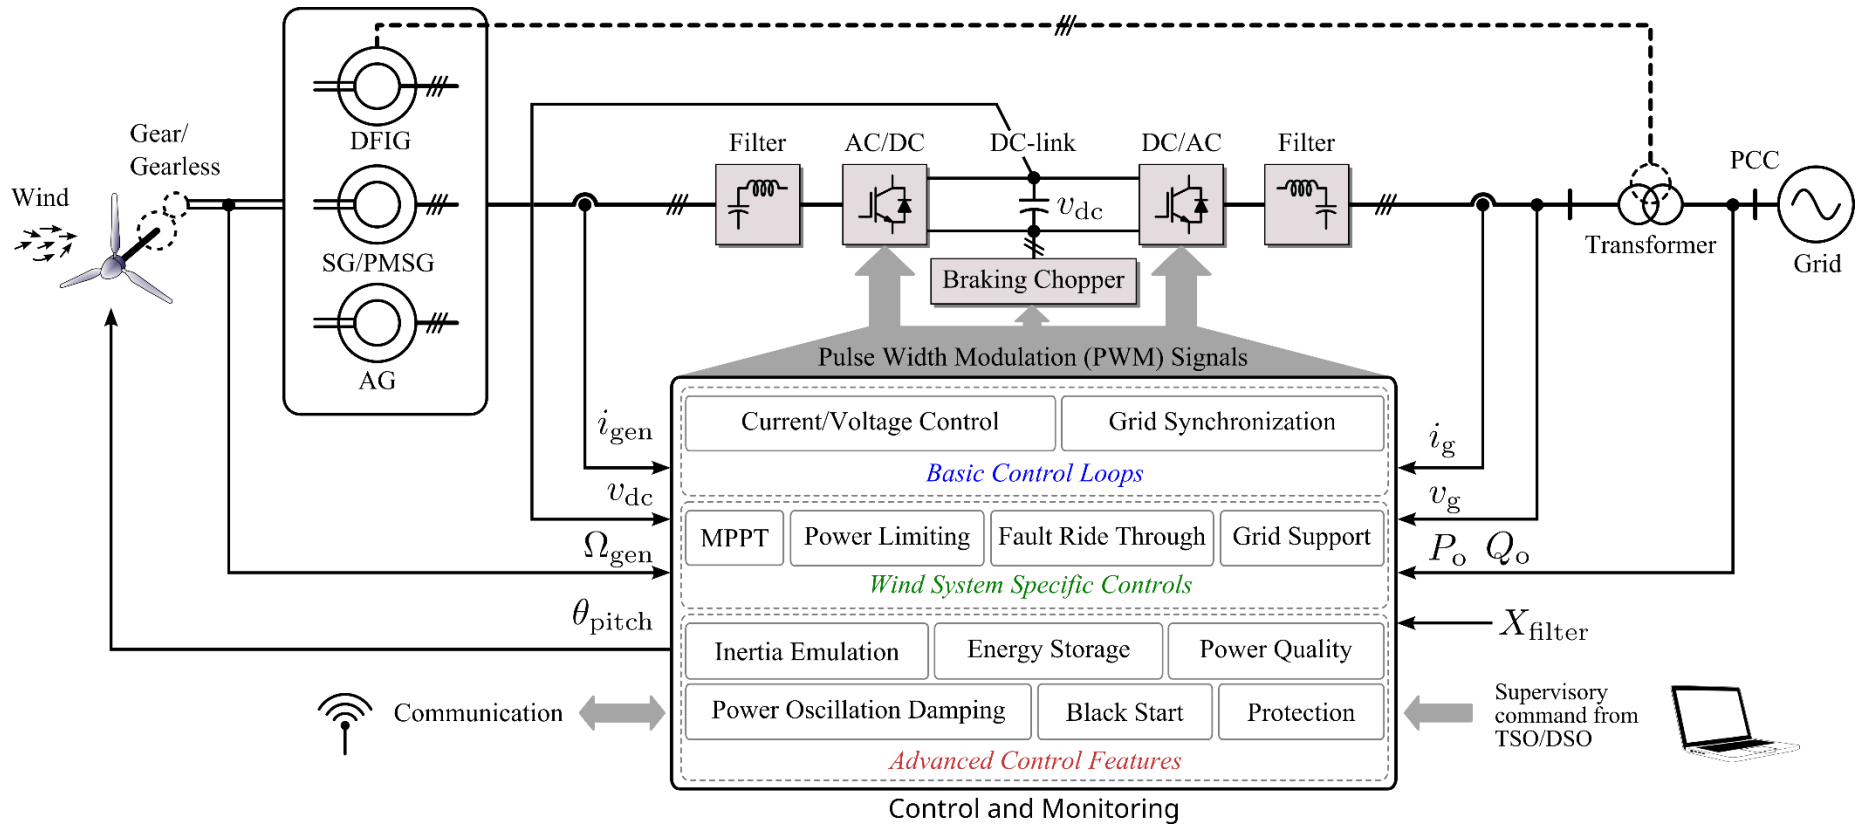 DFIG
Gear/
Gearless
Wind
SG/PMSG
AG
Filter
AC/DC
DC-link
DC/AC
Filter
v_dc
Braking Chopper
PCC
Transformer
Grid
Pulse Width Modulation (PWM) Signals
Current/Voltage Control
Grid Synchronization
Basic Control Loops
MPPT
Power Limiting
Fault Ride Through
Grid Support
Wind System Specific Controls
Inertia Emulation
Energy Storage
Power Quality
Power Oscillation Damping
Black Start
Protection
Advanced Control Features
Control and Monitoring
i_gen
v_dc
Ω_gen
θ_pitch
Communication
i_g
v_g
P_o Q_o
X_filter
Supervisory
command from
TSO/DSO